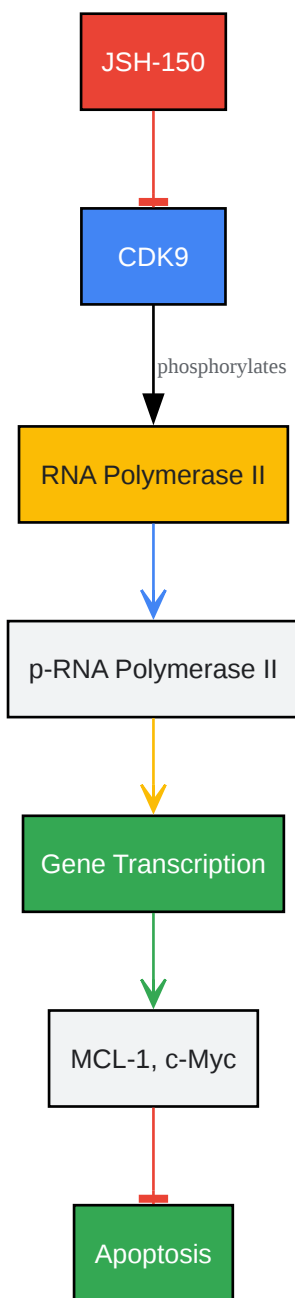 JSH-150
CDK9
phosphorylates
RNA Polymerase II
p-RNA Polymerase II
Gene Transcription
MCL-1, c-Myc
Apoptosis